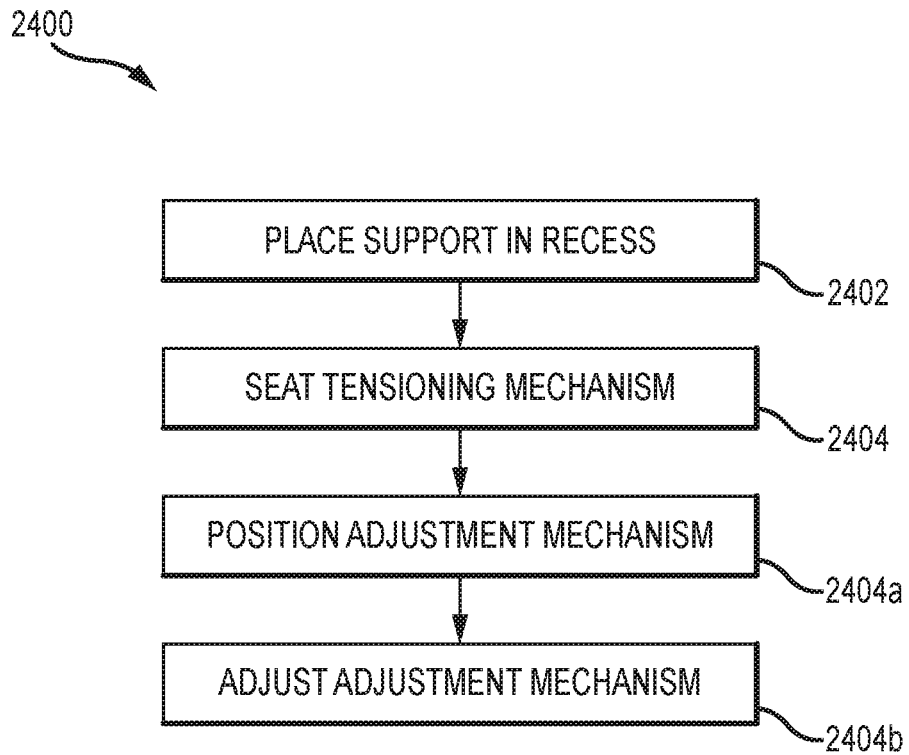 2400
PLACE SUPPORT IN RECESS
2402
SEAT TENSIONING MECHANISM
2404
POSITION ADJUSTMENT MECHANISM
2404a
ADJUST ADJUSTMENT MECHANISM
2404b